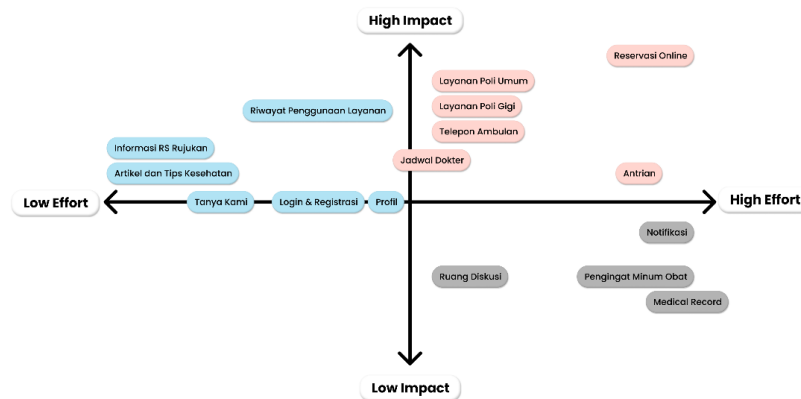 High Impact
Reservasi Online
Layanan Poli Umum
Riwayat Penggunaan Layanan
Layanan Poli Gigi
Telepon Ambulan
Informasi RS Rujukan
Jadwal Dokter
Artikel dan Tips Kesehatan
Antrian
Low Effort
Tanya Kami
Login & Registrasi
Profil
High Effort
Notifikasi
Ruang Diskusi
Pengingat Minum Obat
Medical Record
Low Impact